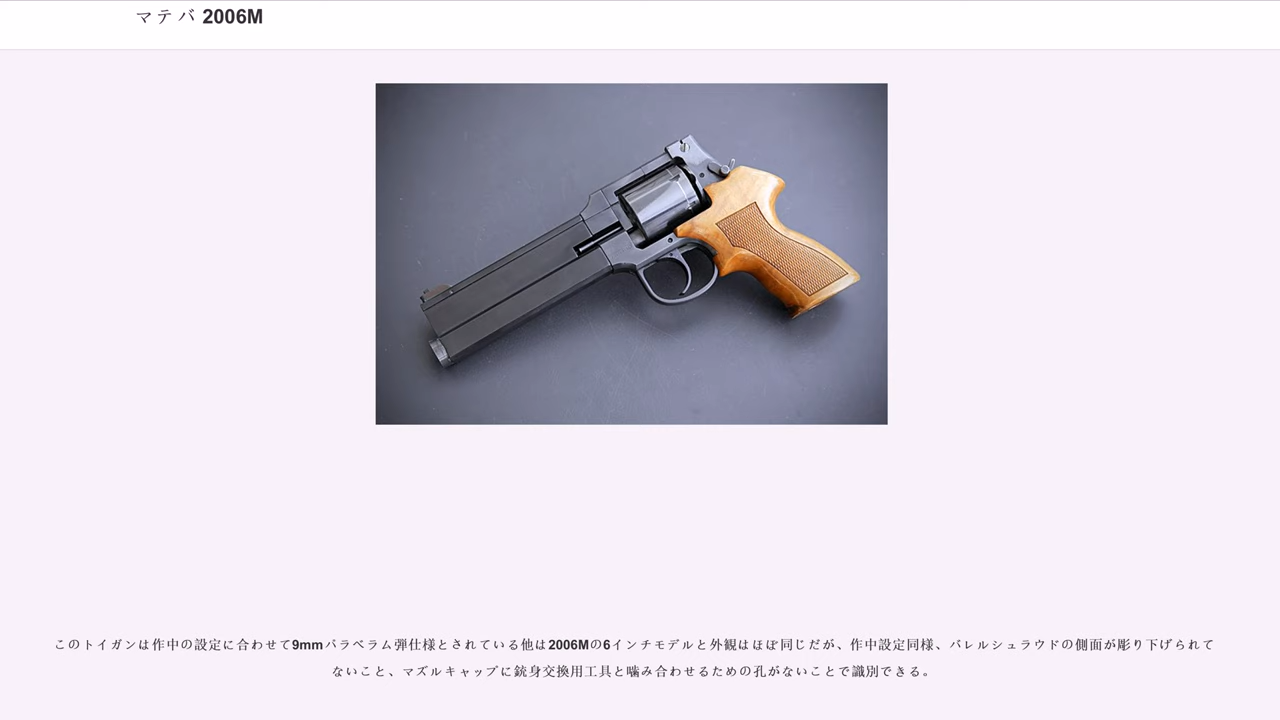 マテバ 2006M
このトイガンは作中の設定に合わせて9mmパラベラム弾仕様とされている他は2006Mの6インチモデルと外観はほぼ同じだが、作中設定同様、バレルシュラウドの側面が彫り下げられて
ないこと、マズルキャップに銃身交換用工具と噛み合わせるための孔がないことで識別できる。